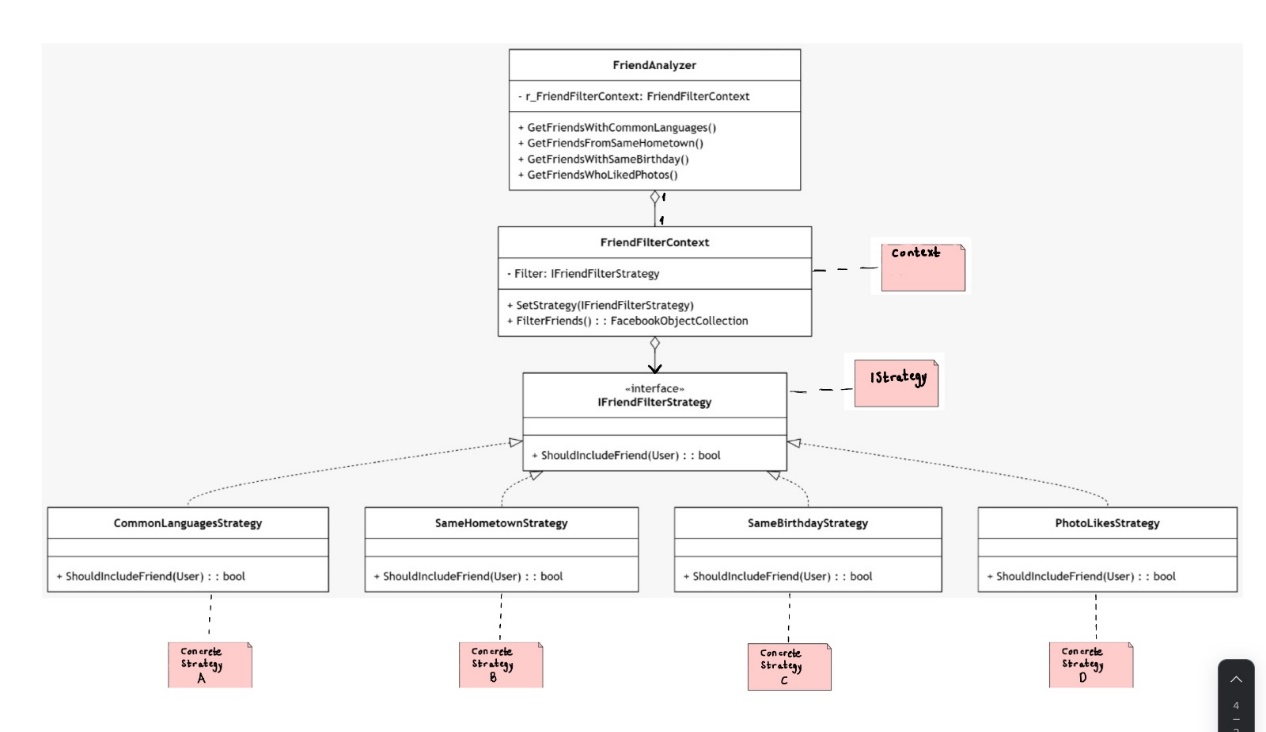 FriendAnalyzer
- r_FriendFilterContext: FriendFilterContext
+ GetFriendsWithCommonLanguages()
+ GetFriendsFromSameHometown()
+ GetFriendsWithSameBirthday()
+ GetFriendsWhoLikedPhotos()
1
1
FriendFilterContext
- Filter: IFriendFilterStrategy
+ SetStrategy(IFriendFilterStrategy)
+ FilterFriends() : : FacebookObjectCollection
Context
«interface»
IFriendFilterStrategy
+ ShouldIncludeFriend(User) : : bool
IStrategy
CommonLanguagesStrategy
+ ShouldIncludeFriend(User) : : bool
SameHometownStrategy
+ ShouldIncludeFriend(User) : : bool
SameBirthdayStrategy
+ ShouldIncludeFriend(User) : : bool
PhotoLikesStrategy
+ ShouldIncludeFriend(User) : : bool
Concrete
Strategy
A
Concrete
Strategy
B
Concrete
Strategy
C
Concrete
Strategy
D
4